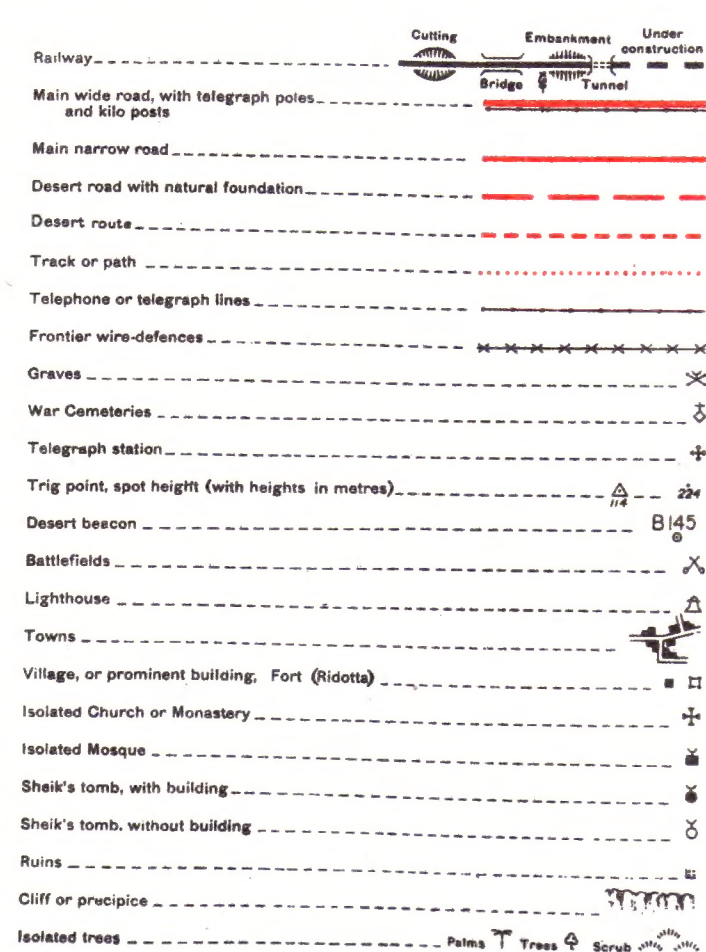 Cutting Embankment Under construction
Railway
Bridge Tunnel
Main wide road, with telegraph poles
and kilo posts
Main narrow road
Desert road with natural foundation
Desert route
Track or path
Telephone or telegraph lines
Frontier wire-defences
Graves
War Cemeteries
Telegraph station
Trig point, spot height (with heights in metres) 114 224
Desert beacon B145
Battlefields
Lighthouse
Towns
Village, or prominent building, Fort (Ridotta)
Isolated Church or Monastery
Isolated Mosque
Sheik's tomb, with building
Sheik's tomb. without building
Ruins
Cliff or precipice
Isolated trees Palms Trees Scrub